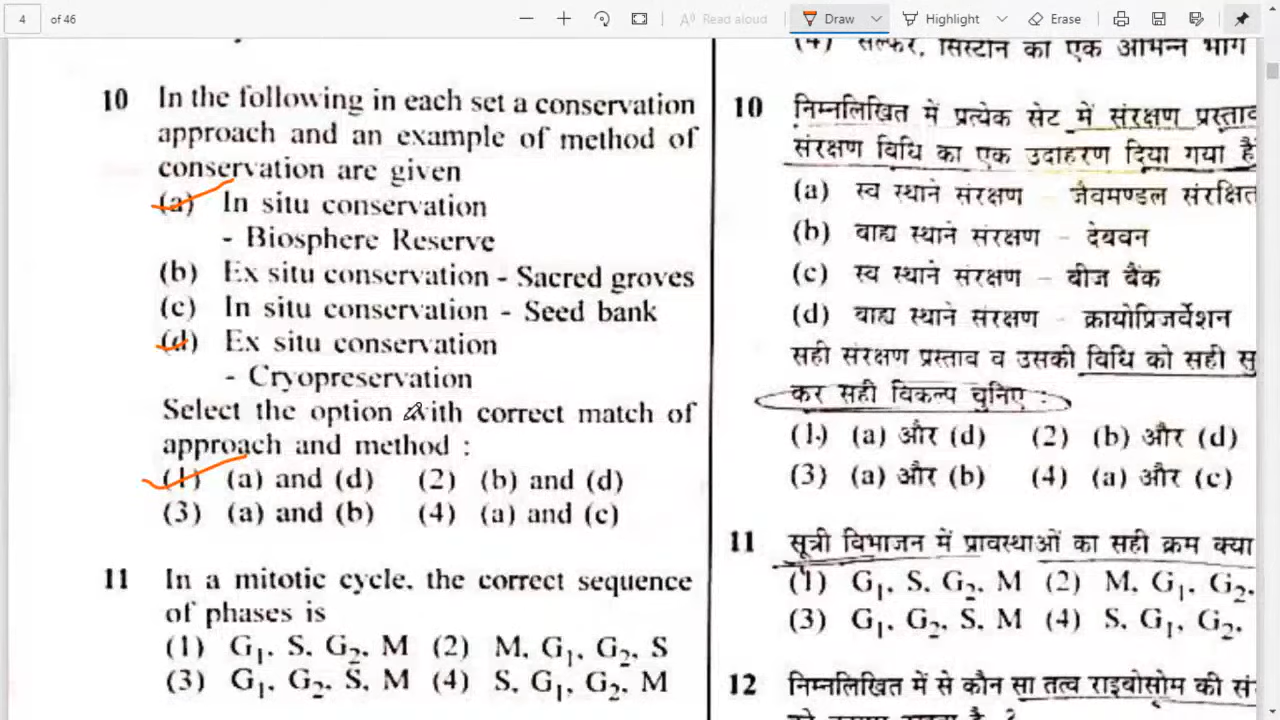 4 of 46
Read aloud
Draw
Highlight
Erase
10 In the following in each set a conservation
approach and an example of method of
conservation are given
(a) In situ conservation
- Biosphere Reserve
(b) Ex situ conservation - Sacred groves
(c) In situ conservation - Seed bank
(d) Ex situ conservation
- Cryopreservation
Select the option with correct match of
approach and method :
(1) (a) and (d) (2) (b) and (d)
(3) (a) and (b) (4) (a) and (c)
11 In a mitotic cycle, the correct sequence
of phases is
(1) G₁, S, G₂, M (2) M, G₁, G₂, S
(3) G₁, G₂, S, M (4) S, G₁, G₂, M
(4) सल्फर, सिस्टीन का एक अभिन्न भाग
10 निम्नलिखित में प्रत्येक सेट में संरक्षण प्रस्ताव
संरक्षण विधि का एक उदाहरण दिया गया है
(a) स्व स्थाने संरक्षण – जैवमण्डल संरक्षित
(b) वाह्य स्थाने संरक्षण – देववन
(c) स्व स्थाने संरक्षण – बीज बैंक
(d) वाह्य स्थाने संरक्षण – क्रायोप्रिजर्वेशन
सही संरक्षण प्रस्ताव व उसकी विधि को सही सु
कर सही विकल्प चुनिए :
(1) (a) और (d) (2) (b) और (d)
(3) (a) और (b) (4) (a) और (c)
11 सूत्री विभाजन में प्रावस्थाओं का सही क्रम क्या
(1) G₁, S, G₂, M (2) M, G₁, G₂,
(3) G₁, G₂, S, M (4) S, G₁, G₂,
12 निम्नलिखित में से कौन सा तत्व राइबोसोम की सं